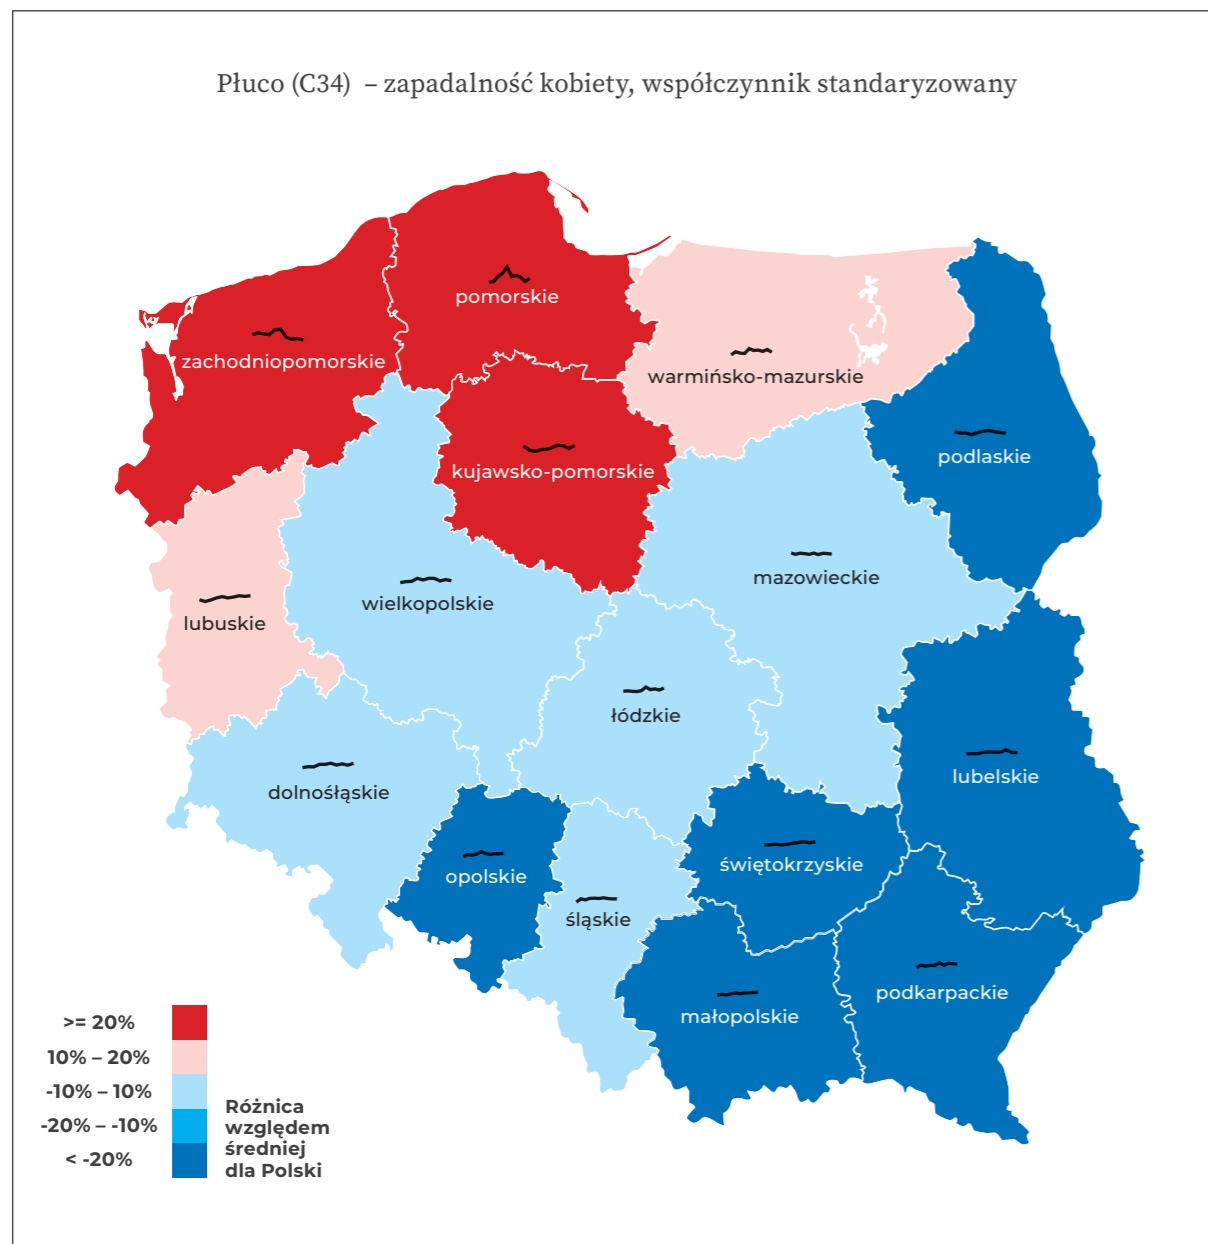 Płuco (C34) – zapadalność kobiety, współczynnik standaryzowany
pomorskie
zachodniopomorskie
warmińsko-mazurskie
podlaskie
kujawsko-pomorskie
mazowieckie
wielkopolskie
lubuskie
łódzkie
lubelskie
dolnośląskie
świętokrzyskie
opolskie
śląskie
podkarpackie
małopolskie
>= 20%
10% – 20%
-10% – 10%
-20% – -10%
< -20%
Różnica
względem
średniej
dla Polski